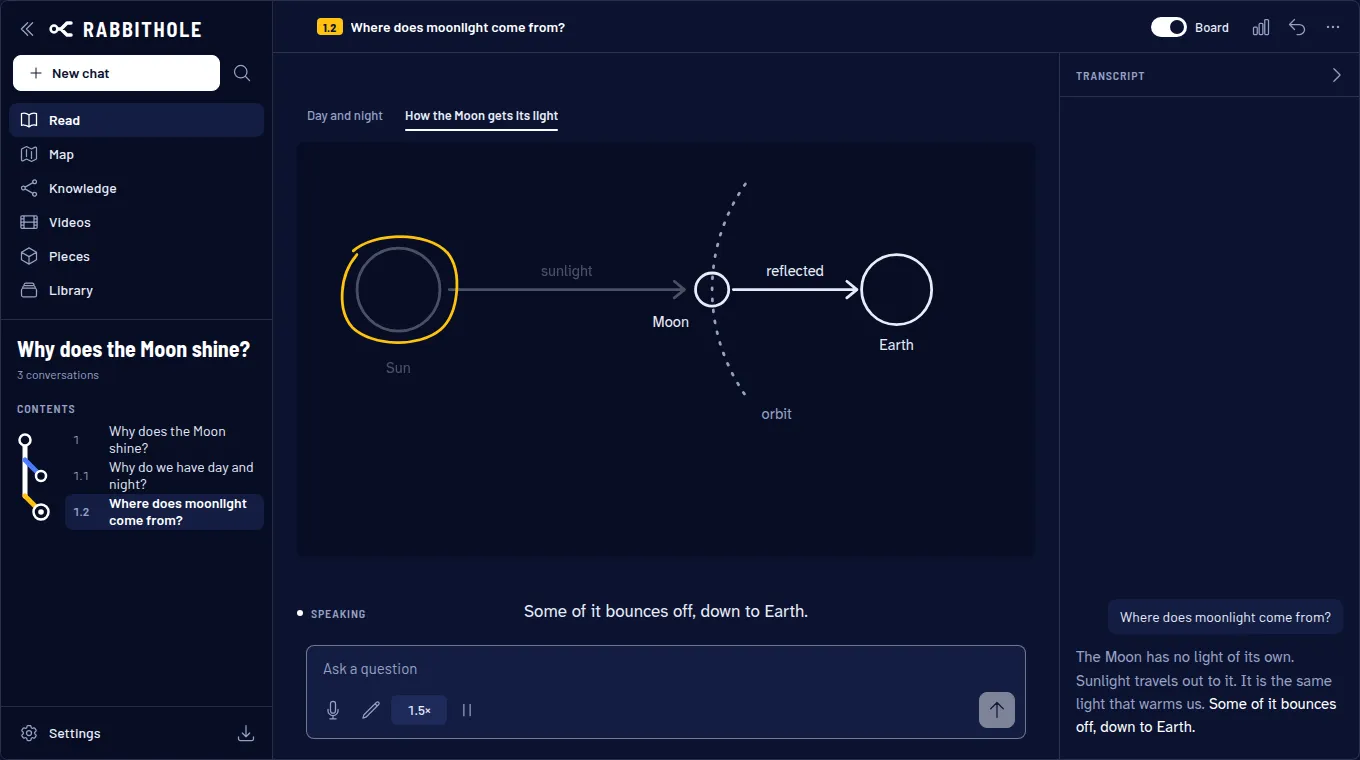 RABBITHOLE
New chat
Read
Map
Knowledge
Videos
Pieces
Library
Why does the Moon shine?
3 conversations
CONTENTS
1 Why does the Moon
shine?
1.1 Why do we have day and
night?
1.2 Where does moonlight
come from?
Settings
1.2 Where does moonlight come from?
Board
Day and night
How the Moon gets its light
sunlight
reflected
Moon
Sun
Earth
orbit
SPEAKING
Some of it bounces off, down to Earth.
Ask a question
1.5×
TRANSCRIPT
Where does moonlight come from?
The Moon has no light of its own.
Sunlight travels out to it. It is the same
light that warms us. Some of it bounces
off, down to Earth.